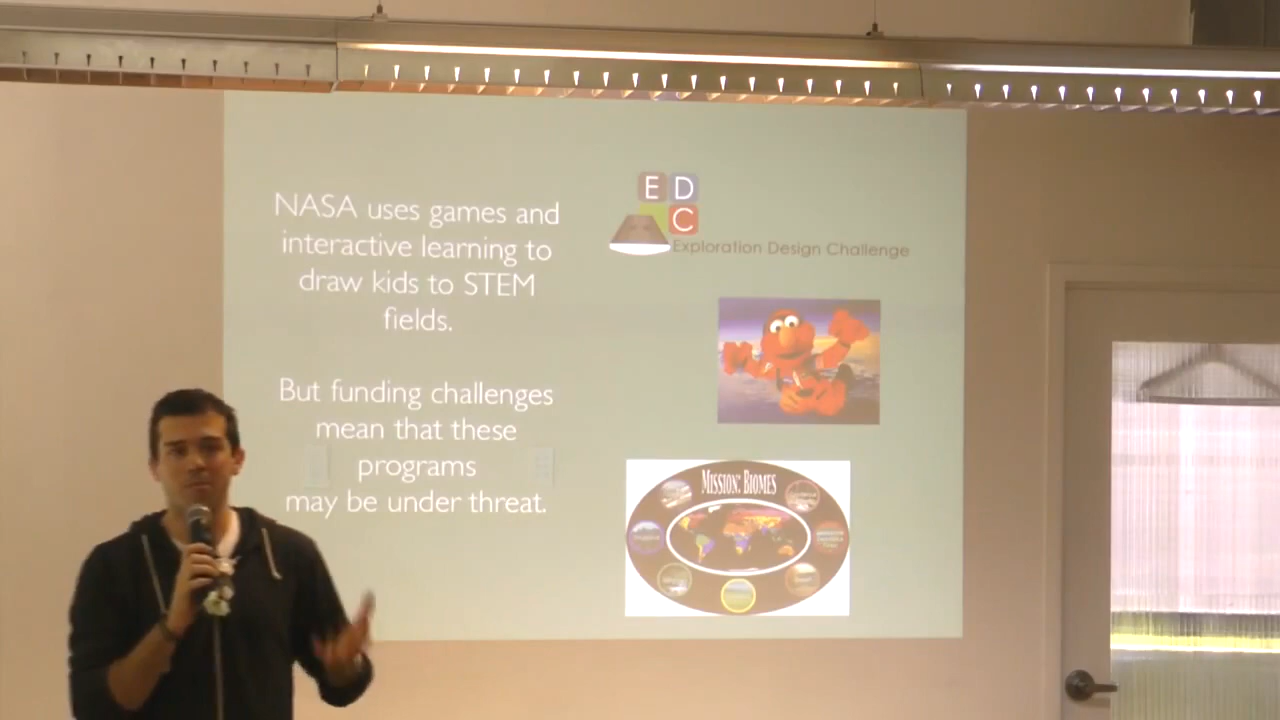 NASA uses games and
interactive learning to
draw kids to STEM
fields.
But funding challenges
mean that these
programs
may be under threat.
E D
C
Exploration Design Challenge
MISSION: BIOMES